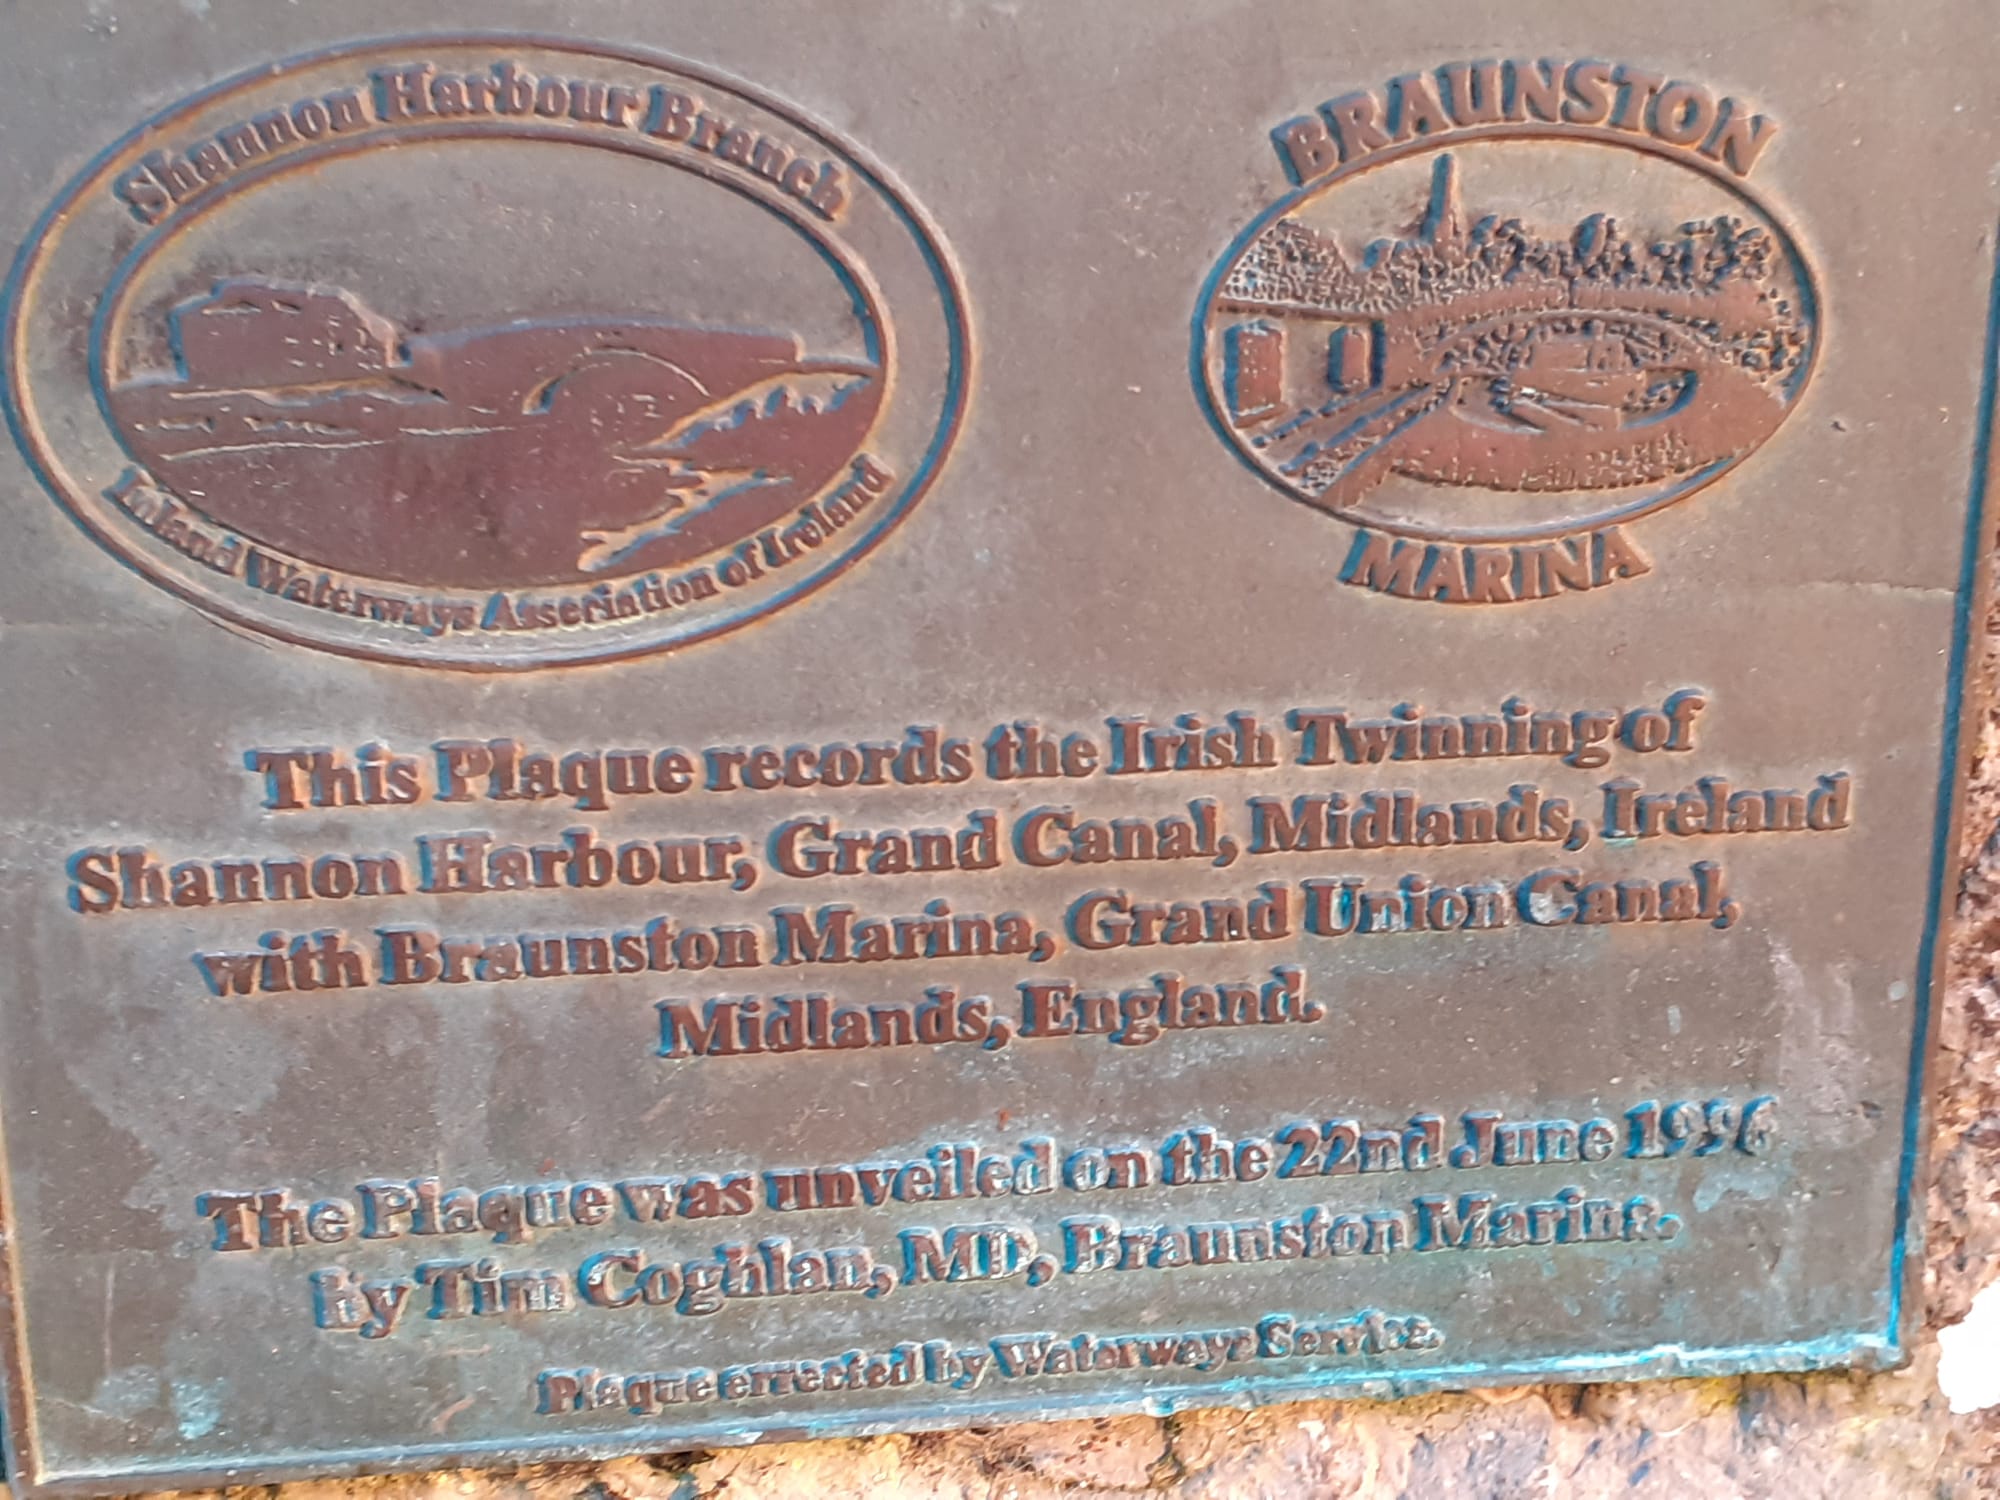 Shannon Harbour Branch
Inland Waterways Association of Ireland
BRAUNSTON
MARINA
This Plaque records the Irish Twinning of
Shannon Harbour, Grand Canal, Midlands, Ireland
with Braunston Marina, Grand Union Canal,
Midlands, England.
The Plaque was unveiled on the 22nd June 1996
by Tim Coghlan, MD, Braunston Marina.
Plaque errected by Waterways Service.